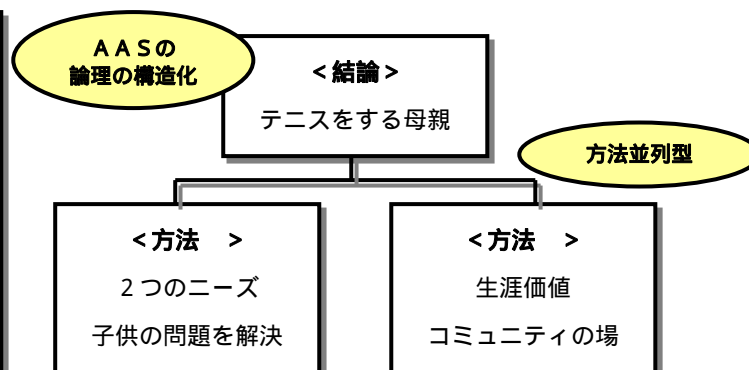 ＡＡＳの
論理の構造化
＜結論＞
テニスをする母親
方法並列型
＜方法　＞
２つのニーズ
子供の問題を解決
＜方法　＞
生涯価値
コミュニティの場